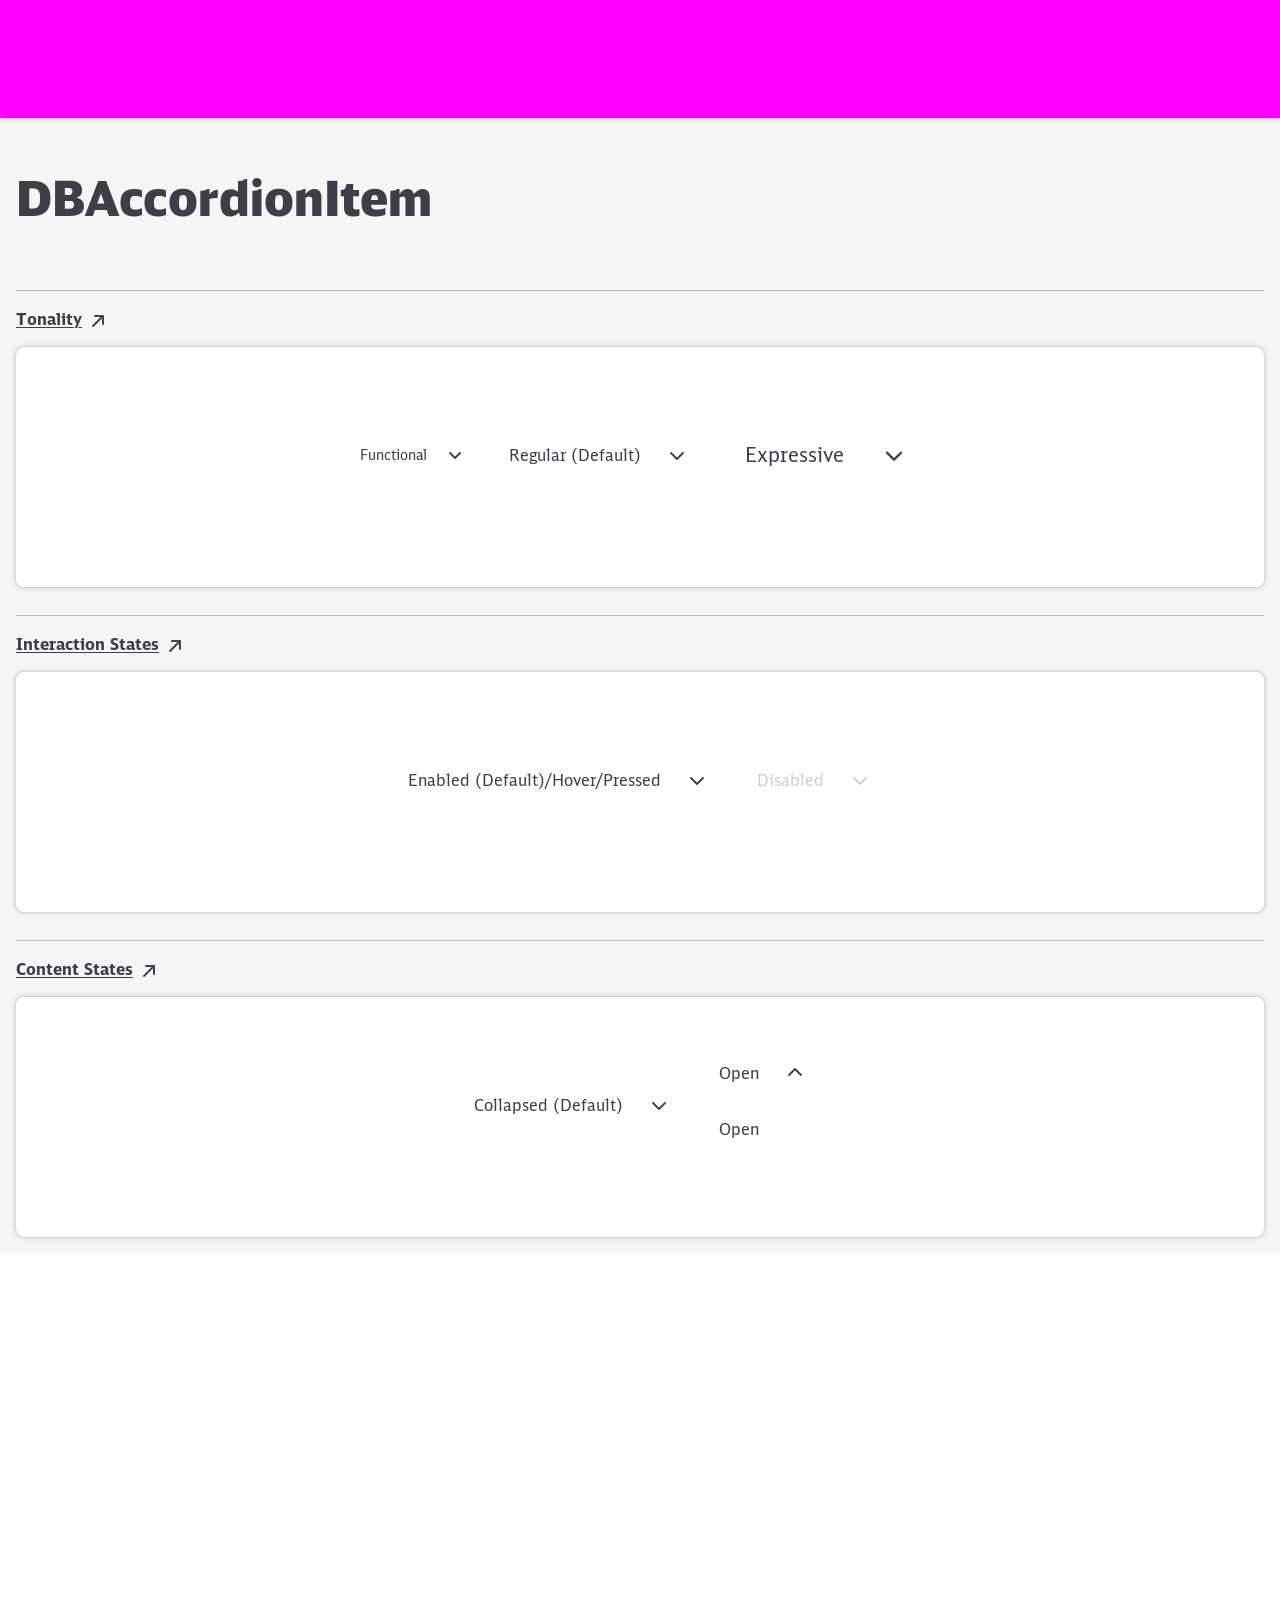 DBAccordionItem
Tonality
Functional Regular (Default) Expressive
Interaction States
Enabled (Default)/Hover/Pressed Disabled
Content States
Collapsed (Default)
Open
Open